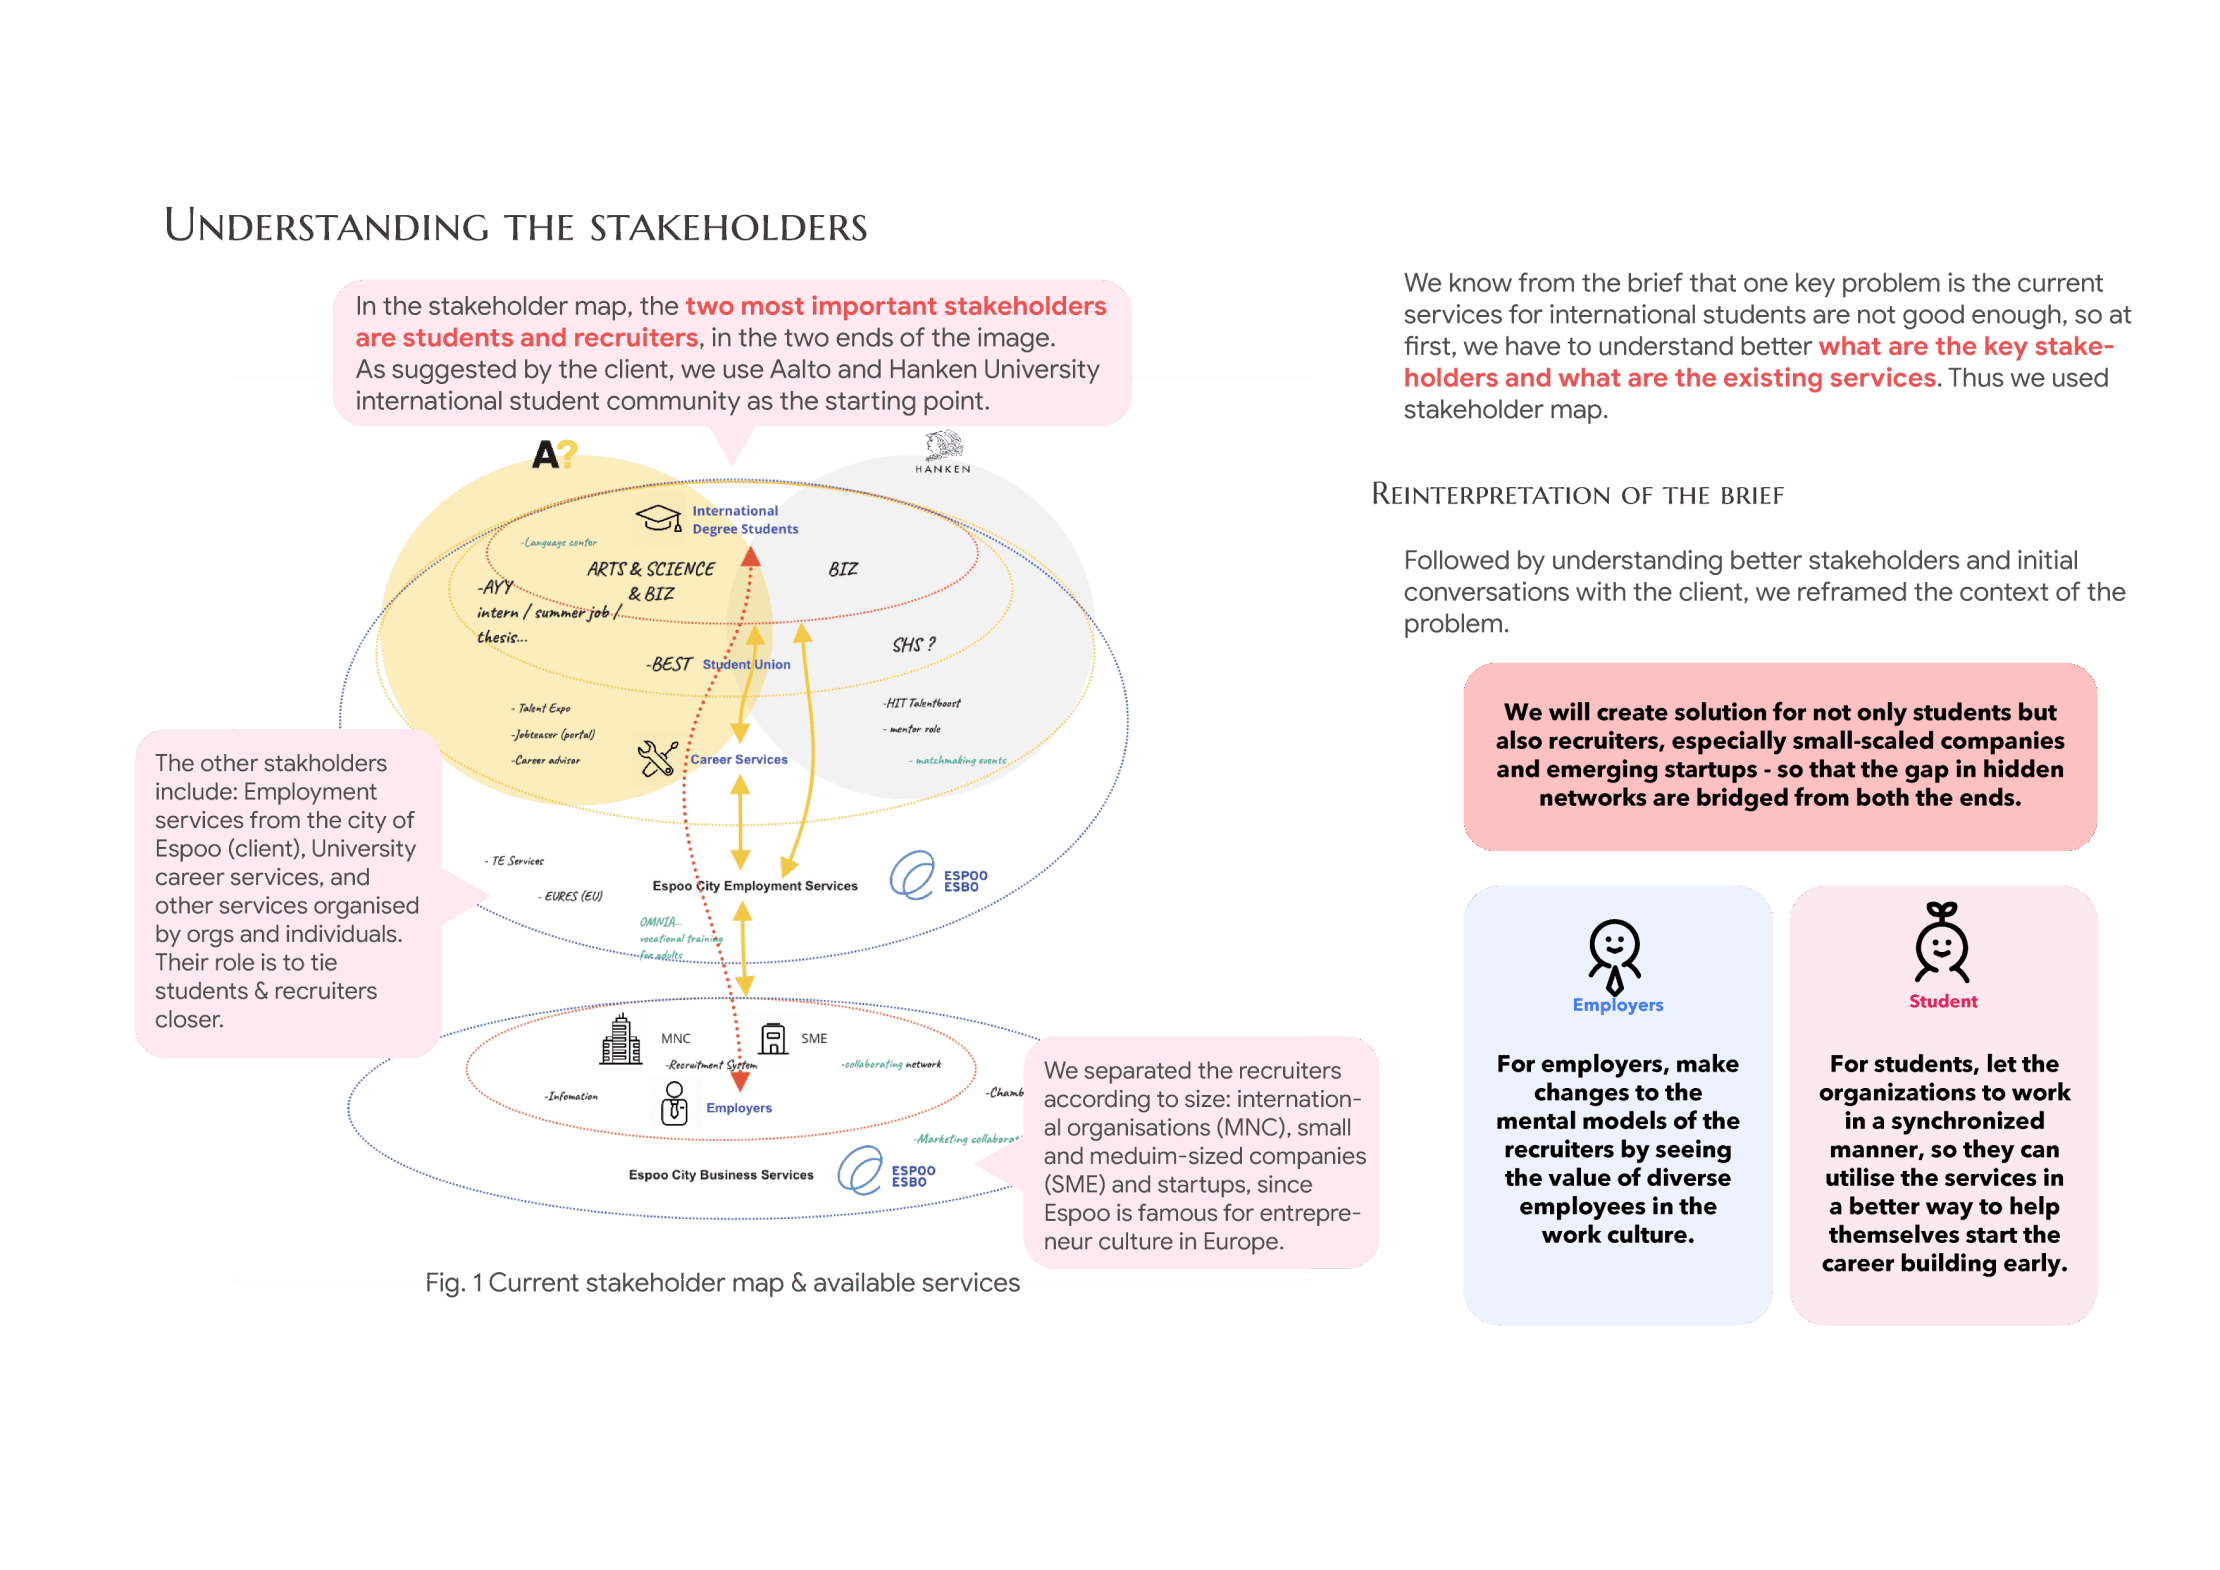 UNDERSTANDING THE STAKEHOLDERS
In the stakeholder map, the two most important stakeholders
are students and recruiters, in the two ends of the image.
As suggested by the client, we use Aalto and Hanken University
international student community as the starting point.
A?
HANKEN
International
Degree Students
-Language center
ARTS & SCIENCE
& BIZ
BIZ
-AYY
intern / summer job /
thesis...
SHS ?
-BEST
Student Union
- Talent Expo
-Jobteaser (portal)
-Career advisor
-HIT Talentboost
- mentor role
- matchmaking events
Career Services
The other stakholders
include: Employment
services from the city of
Espoo (client), University
career services, and
other services organised
by orgs and individuals.
Their role is to tie
students & recruiters
closer.
- TE Services
- EURES (EU)
Espoo City Employment Services
ESPOO
ESBO
OMNIA...
vocational training
for adults
MNC
SME
-Recruitment System
-collaborating network
-Infomation
-Chamb
Employers
-Marketing collaborat
Espoo City Business Services
ESPOO
ESBO
We separated the recruiters
according to size: internation-
al organisations (MNC), small
and meduim-sized companies
(SME) and startups, since
Espoo is famous for entrepre-
neur culture in Europe.
Fig. 1 Current stakeholder map & available services
We know from the brief that one key problem is the current
services for international students are not good enough, so at
first, we have to understand better what are the key stake-
holders and what are the existing services. Thus we used
stakeholder map.
REINTERPRETATION OF THE BRIEF
Followed by understanding better stakeholders and initial
conversations with the client, we reframed the context of the
problem.
We will create solution for not only students but
also recruiters, especially small-scaled companies
and emerging startups - so that the gap in hidden
networks are bridged from both the ends.
Employers
For employers, make
changes to the
mental models of the
recruiters by seeing
the value of diverse
employees in the
work culture.
Student
For students, let the
organizations to work
in a synchronized
manner, so they can
utilise the services in
a better way to help
themselves start the
career building early.